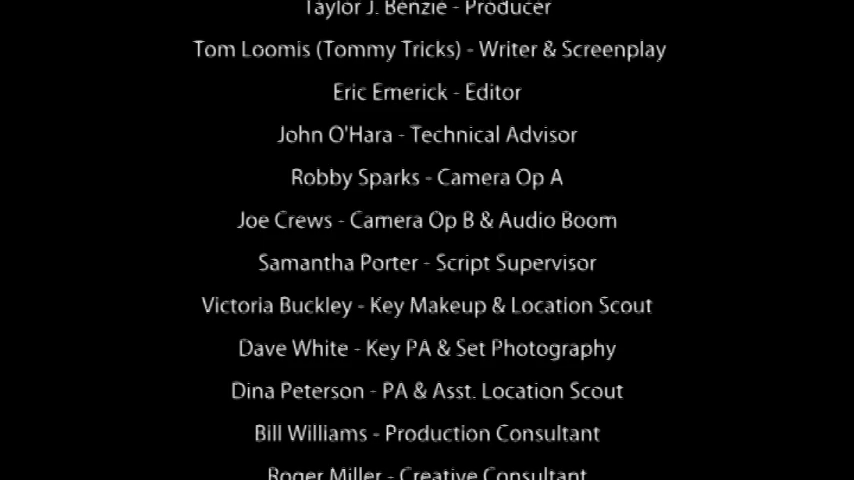 Taylor J. Benzie - Producer
Tom Loomis (Tommy Tricks) - Writer & Screenplay
Eric Emerick - Editor
John O'Hara - Technical Advisor
Robby Sparks - Camera Op A
Joe Crews - Camera Op B & Audio Boom
Samantha Porter - Script Supervisor
Victoria Buckley - Key Makeup & Location Scout
Dave White - Key PA & Set Photography
Dina Peterson - PA & Asst. Location Scout
Bill Williams - Production Consultant
Roger Miller - Creative Consultant